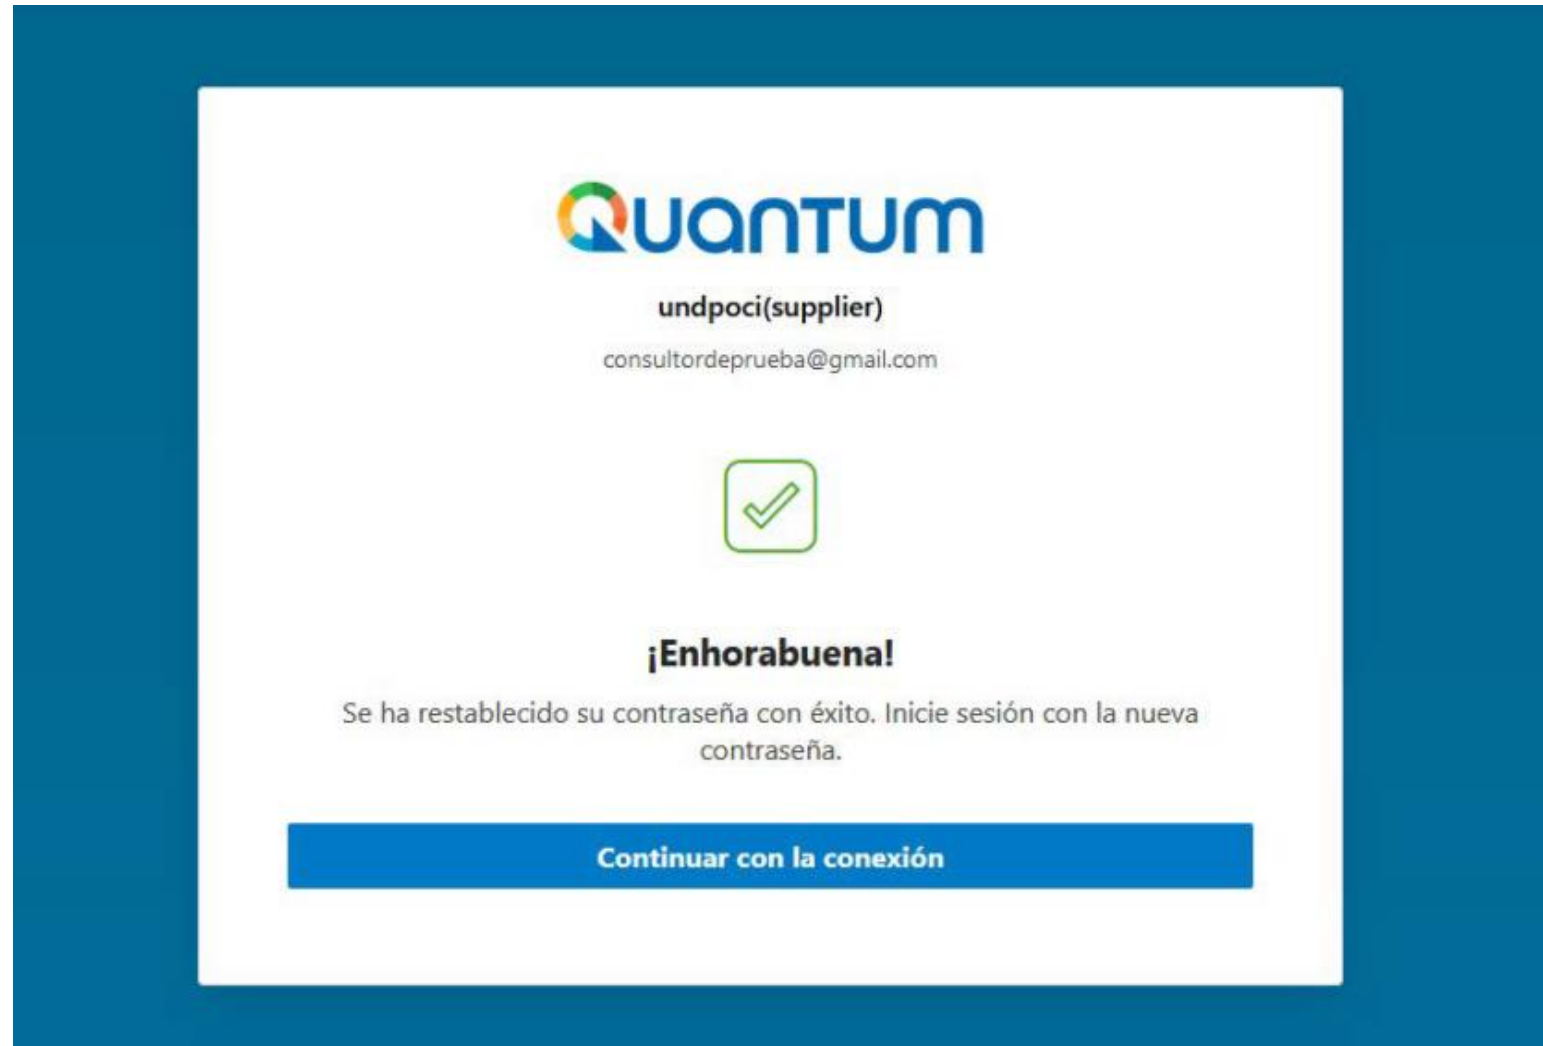 Quantum
undpoci(supplier)
consultordeprueba@gmail.com
¡Enhorabuena!
Se ha restablecido su contraseña con éxito. Inicie sesión con la nueva
contraseña.
Continuar con la conexión